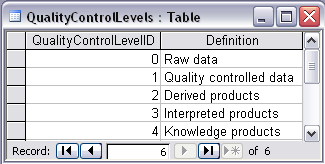 QualityControlLevels : Table
QualityControlLevelID Definition
0 Raw data
1 Quality controlled data
2 Derived products
3 Interpreted products
4 Knowledge products
Record: 6 of 6